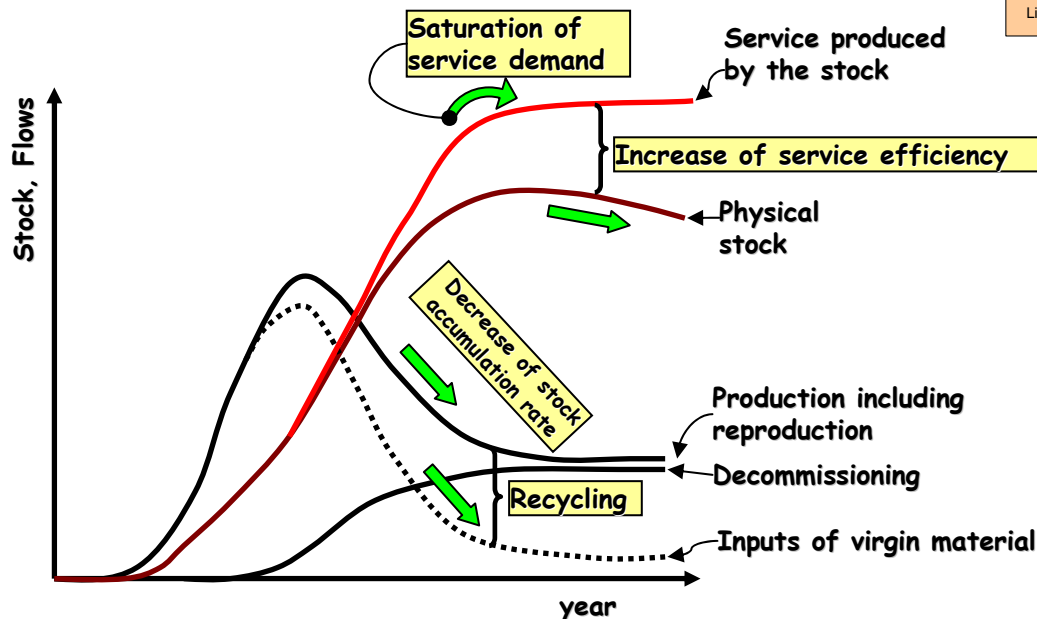 Li
Saturation of
service demand
Service produced
by the stock
Stock, Flows
Increase of service efficiency
Physical
stock
Decrease of stock
accumulation rate
Production including
reproduction
Decommissioning
Recycling
Inputs of virgin material
year